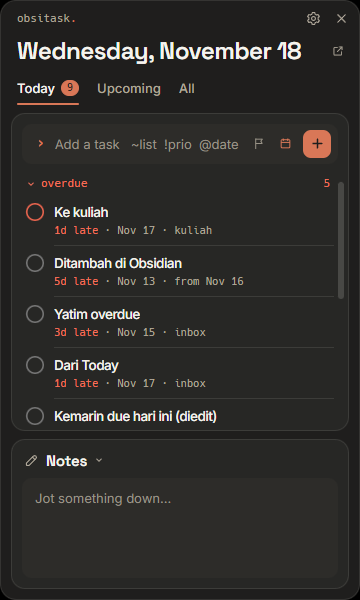 obsitask.
Wednesday, November 18
Today 9 Upcoming All
Add a task ~list !prio @date
overdue 5
Ke kuliah
1d late · Nov 17 · kuliah
Ditambah di Obsidian
5d late · Nov 13 · from Nov 16
Yatim overdue
3d late · Nov 15 · inbox
Dari Today
1d late · Nov 17 · inbox
Kemarin due hari ini (diedit)
Notes
Jot something down...